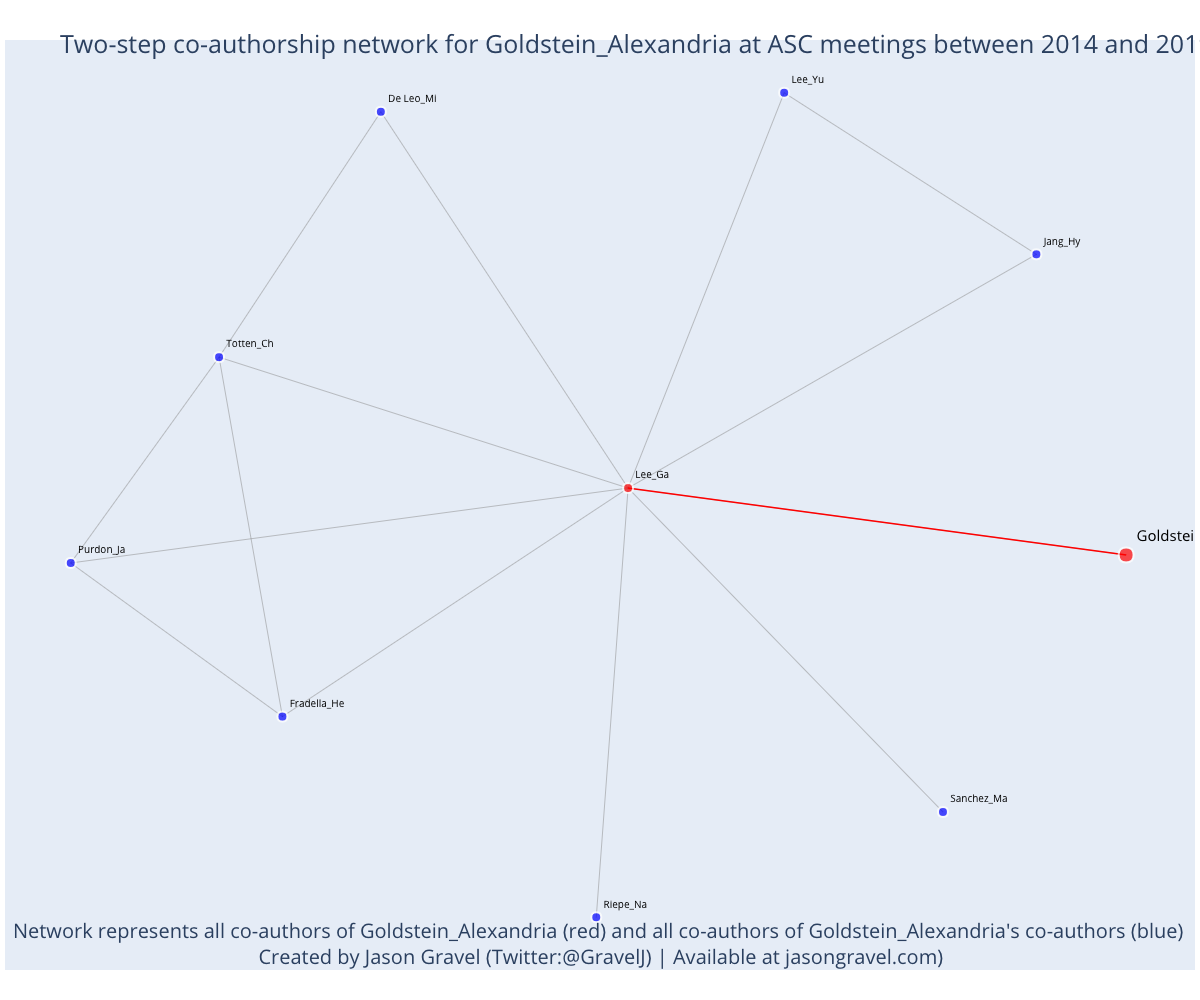 Two-step co-authorship network for Goldstein_Alexandria at ASC meetings between 2014 and 201
Lee_Yu
De Leo_Mi
Jang_Hy
Totten_Ch
Lee_Ga
Goldstei
Purdon_Ja
Fradella_He
Sanchez_Ma
Riepe_Na
Network represents all co-authors of Goldstein_Alexandria (red) and all co-authors of Goldstein_Alexandria's co-authors (blue)
Created by Jason Gravel (Twitter:@GravelJ) | Available at jasongravel.com)